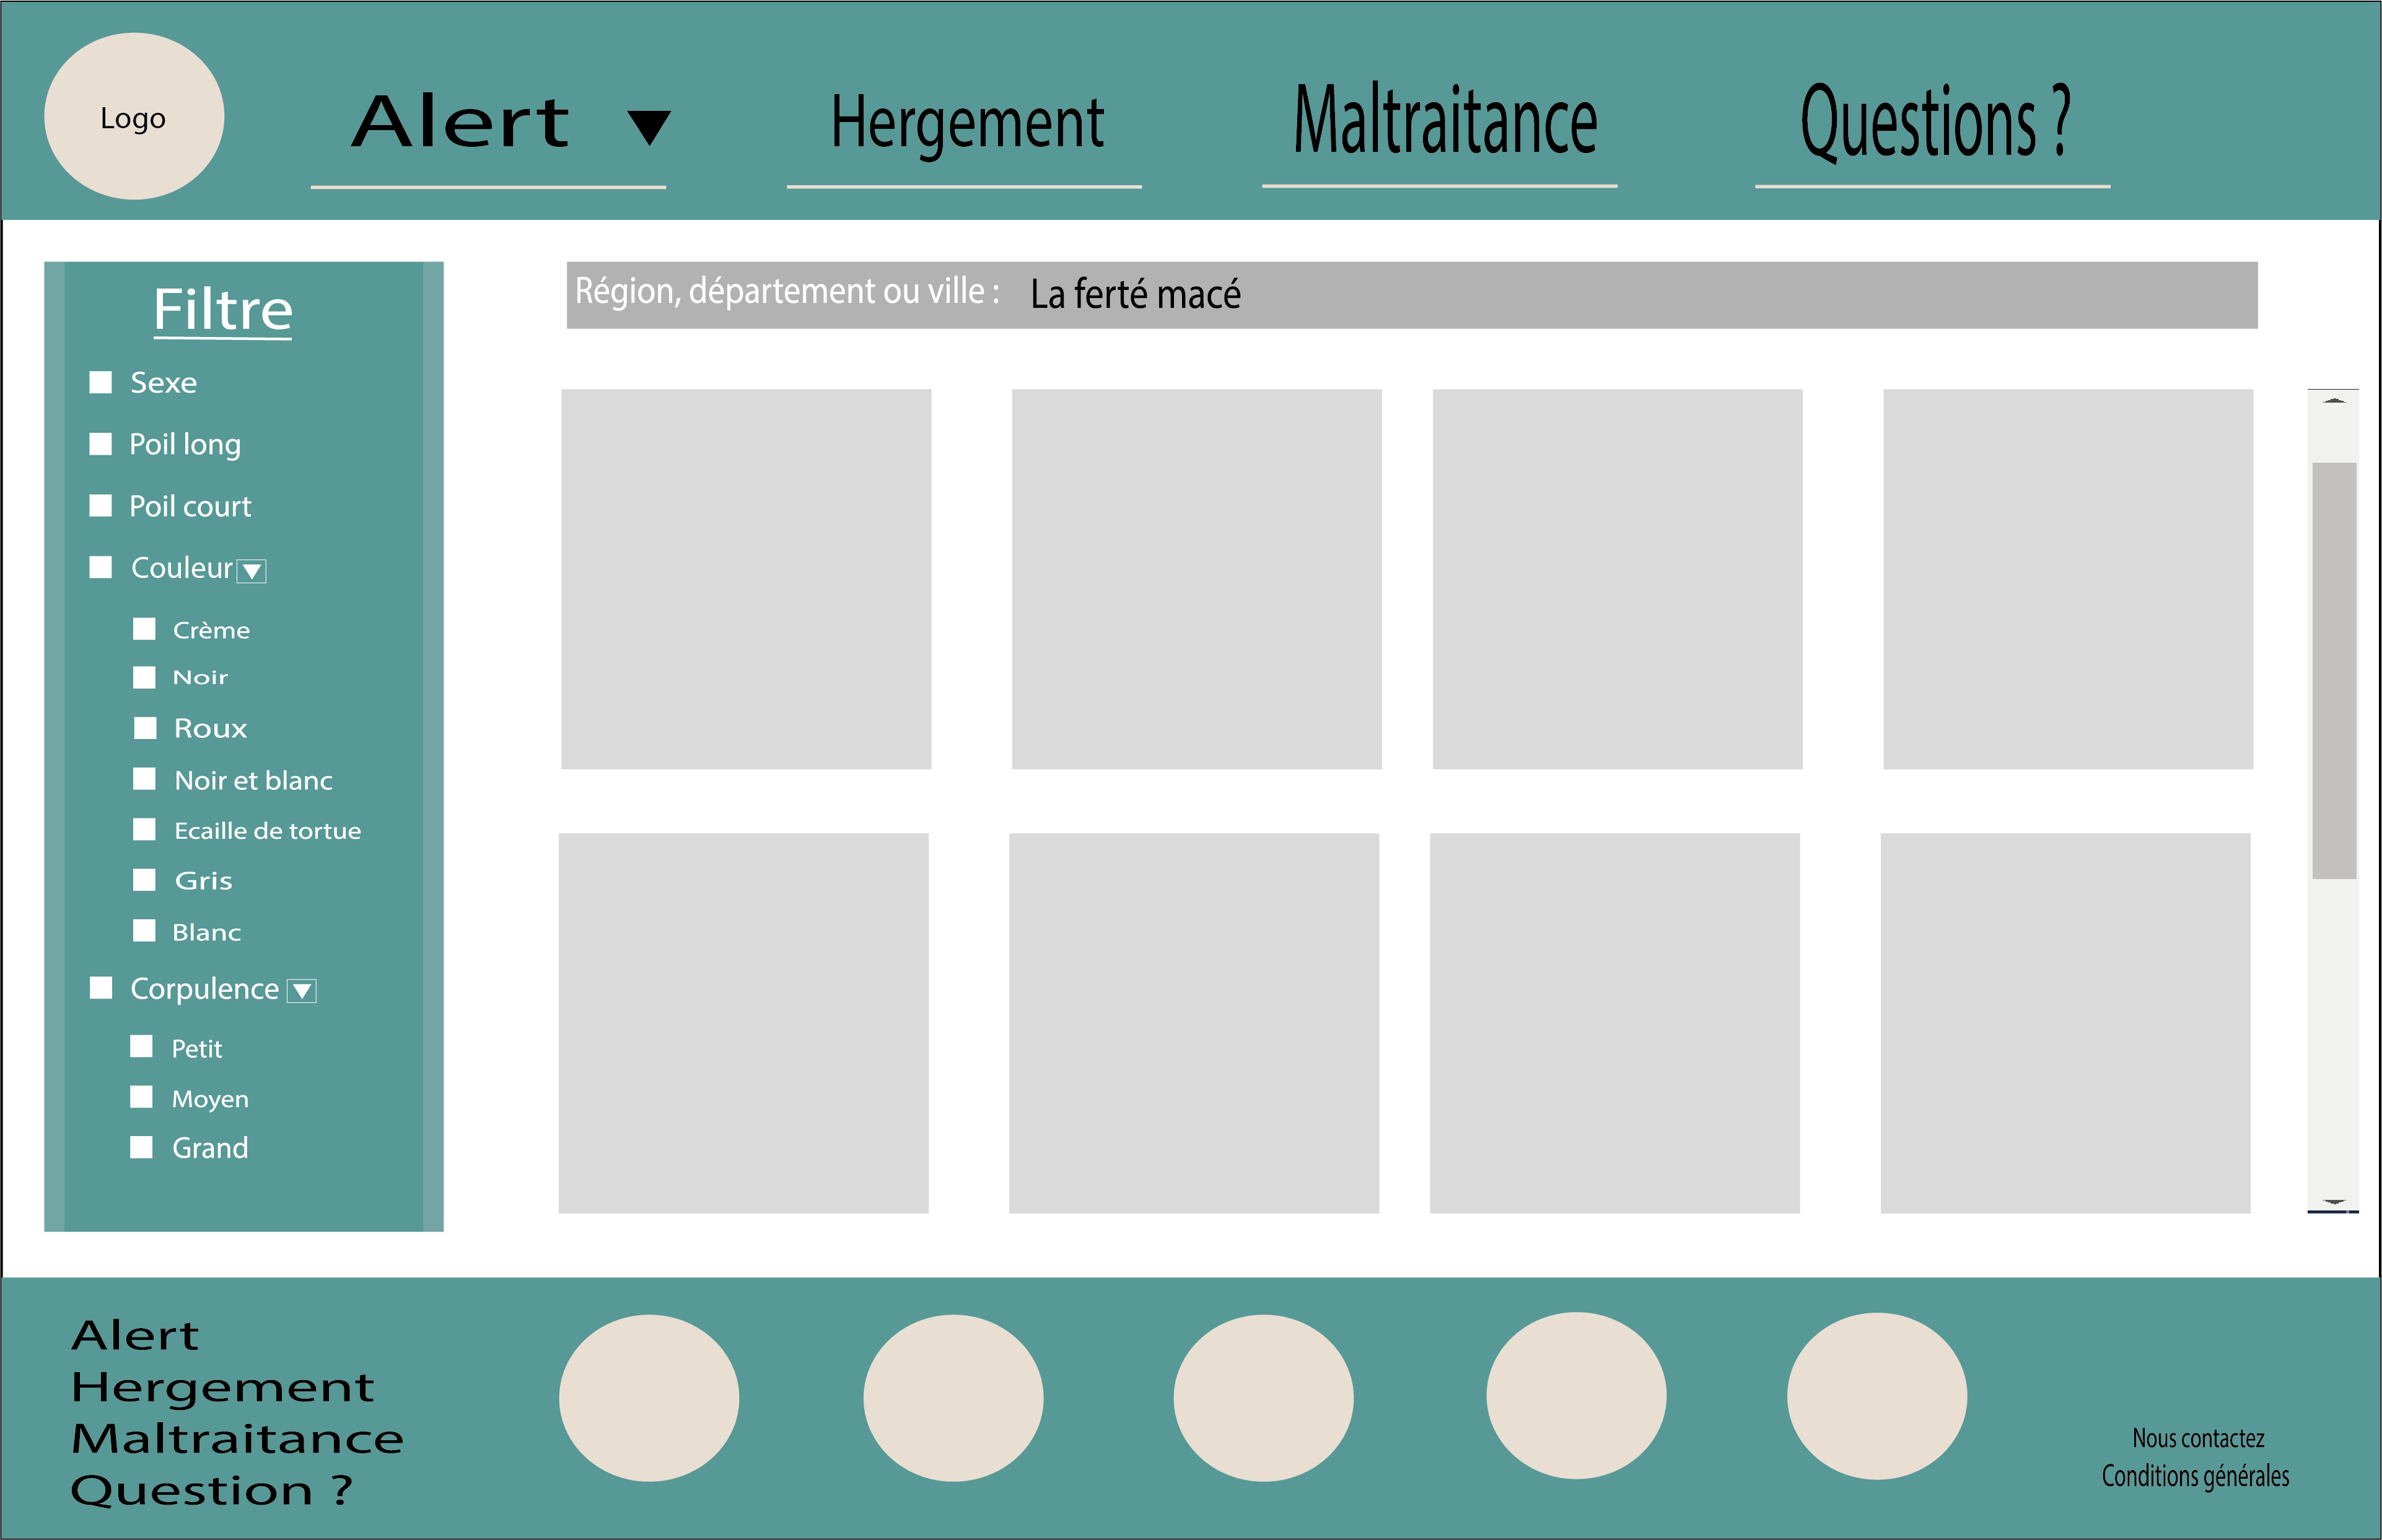 Logo
Alert
Hergement
Maltraitance
Questions ?
Filtre
Sexe
Poil long
Poil court
Couleur
Crème
Noir
Roux
Noir et blanc
Ecaille de tortue
Gris
Blanc
Corpulence
Petit
Moyen
Grand
Région, département ou ville : La ferté macé
Alert
Hergement
Maltraitance
Question ?
Nous contactez
Conditions générales